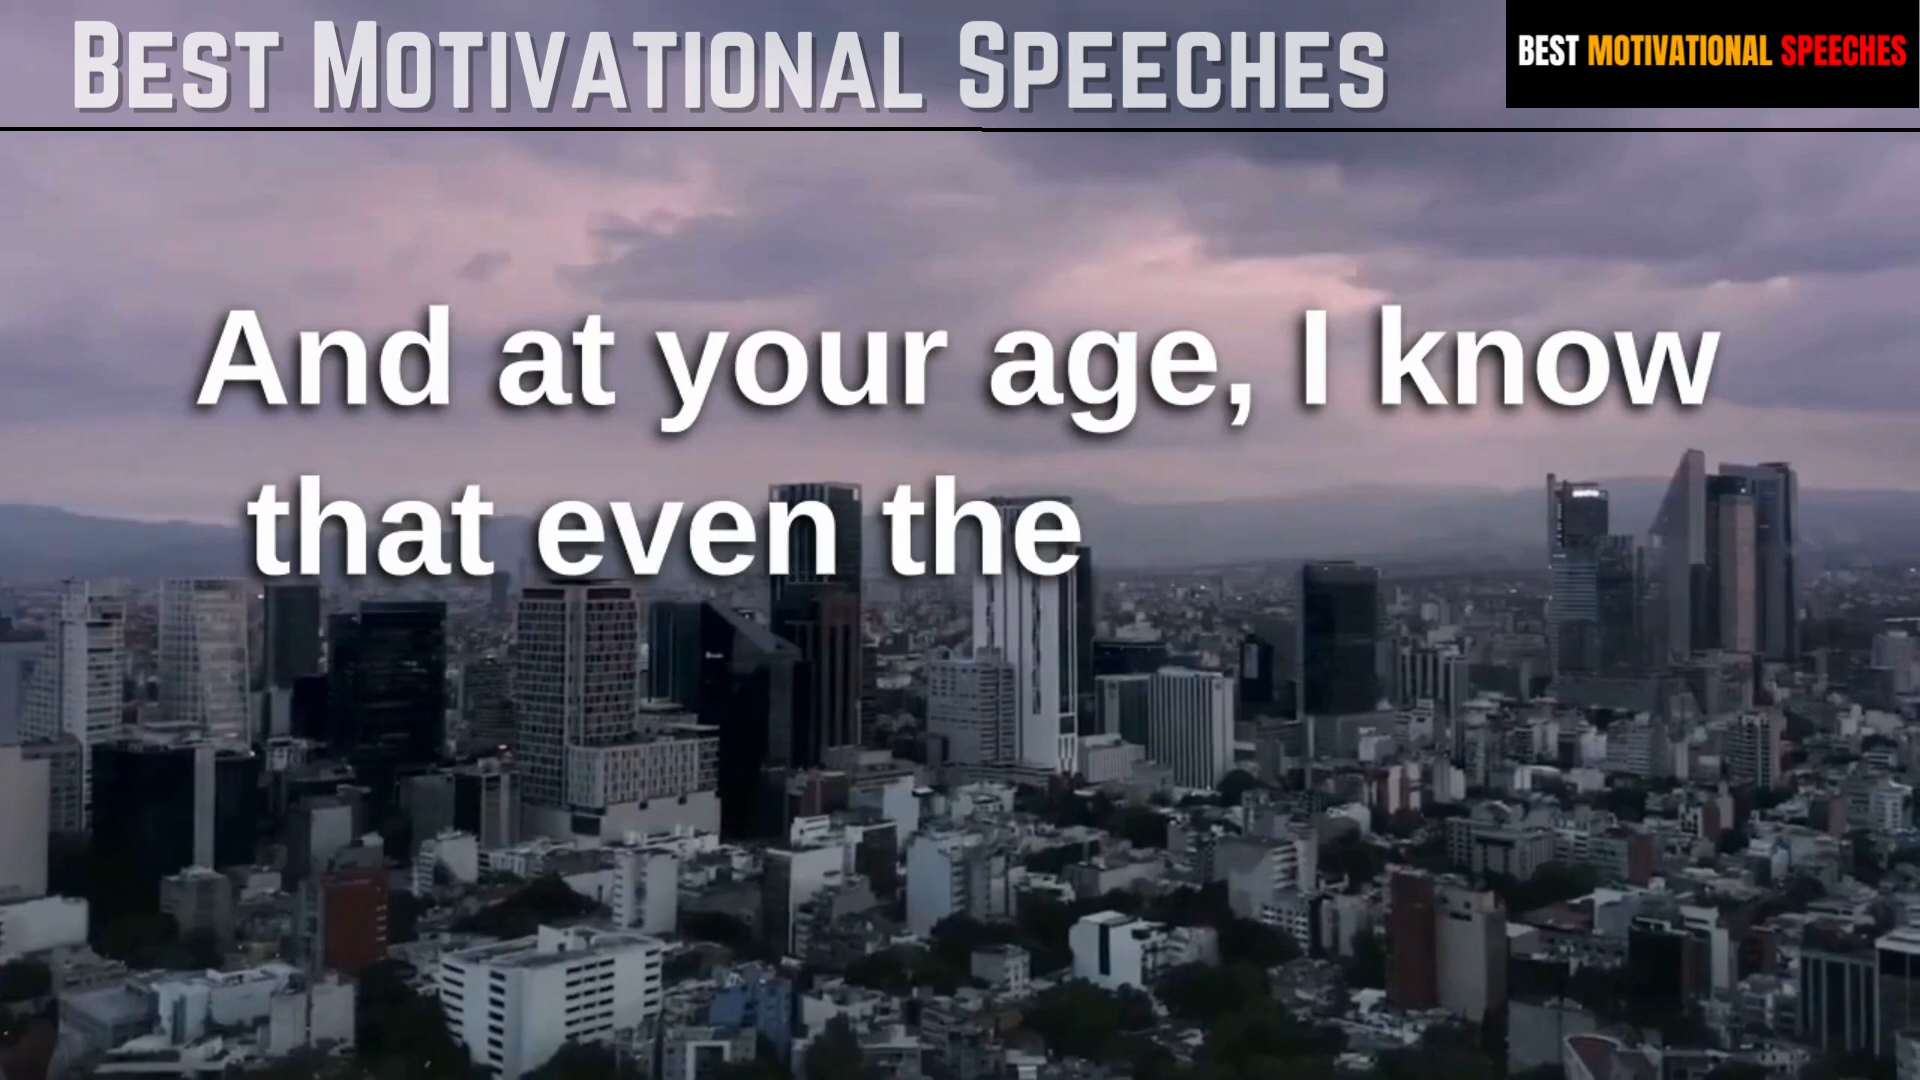 Best Motivational Speeches
BEST MOTIVATIONAL SPEECHES
And at your age, I know
that even the